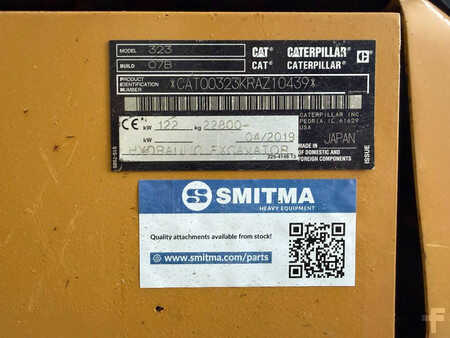 MODEL 323 CAT® CATERPILLAR®
BUILD 07B CAT® CATERPILLAR®
PRODUCT IDENTIFICATION NUMBER *CAT00323KRAZ10439*
CATERPILLAR INC.
PEORIA, IL 61629
USA
CE kW 122 kg 22800-
kW 04/2019 JAPAN
HYDRAULIC EXCAVATOR
MADE IN
OF DOMESTIC AND
FOREIGN COMPONENTS
SMITMA
HEAVY EQUIPMENT
Quality attachments available from stock!
www.smitma.com/parts